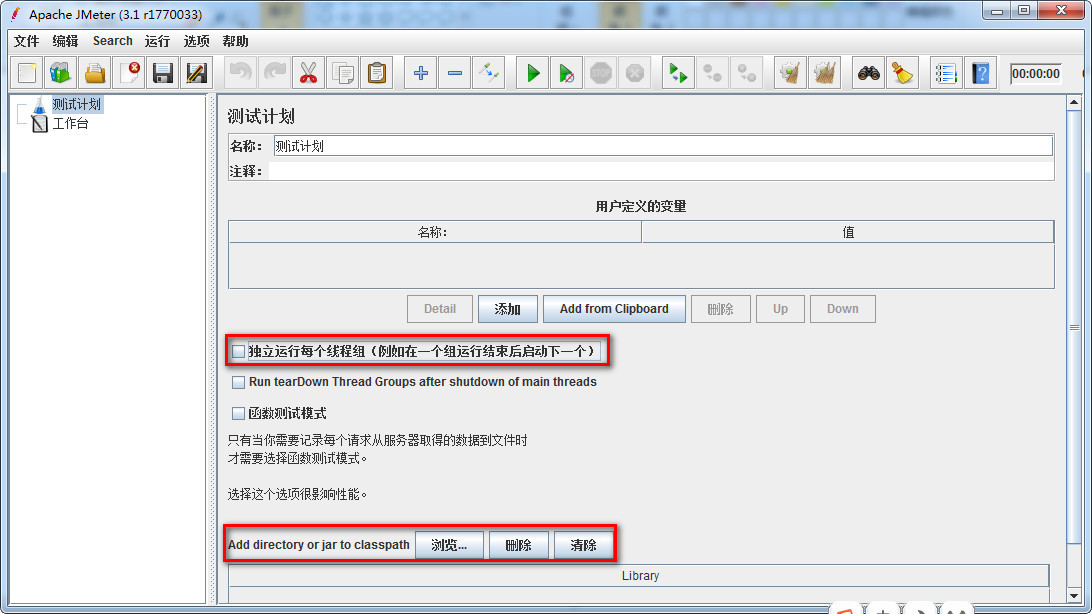 Apache JMeter (3.1 r1770033)
文件 编辑 Search 运行 选项 帮助
STOP
00:00:00
测试计划
工作台
测试计划
名称： 测试计划
注释：
用户定义的变量
名称: 值
Detail 添加 Add from Clipboard 删除 Up Down
独立运行每个线程组（例如在一个组运行结束后启动下一个）
Run tearDown Thread Groups after shutdown of main threads
函数测试模式
只有当你需要记录每个请求从服务器取得的数据到文件时
才需要选择函数测试模式。
选择这个选项很影响性能。
Add directory or jar to classpath 浏览... 删除 清除
Library